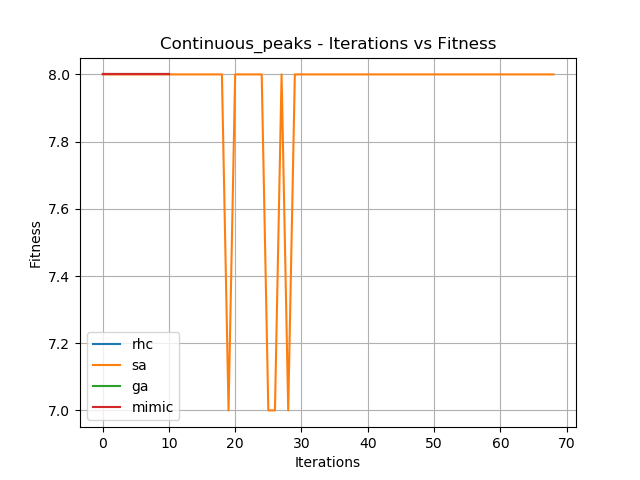 Continuous_peaks - Iterations vs Fitness
Fitness
8.0
7.8
7.6
7.4
7.2
7.0
rhc
sa
ga
mimic
0 10 20 30 40 50 60 70
Iterations